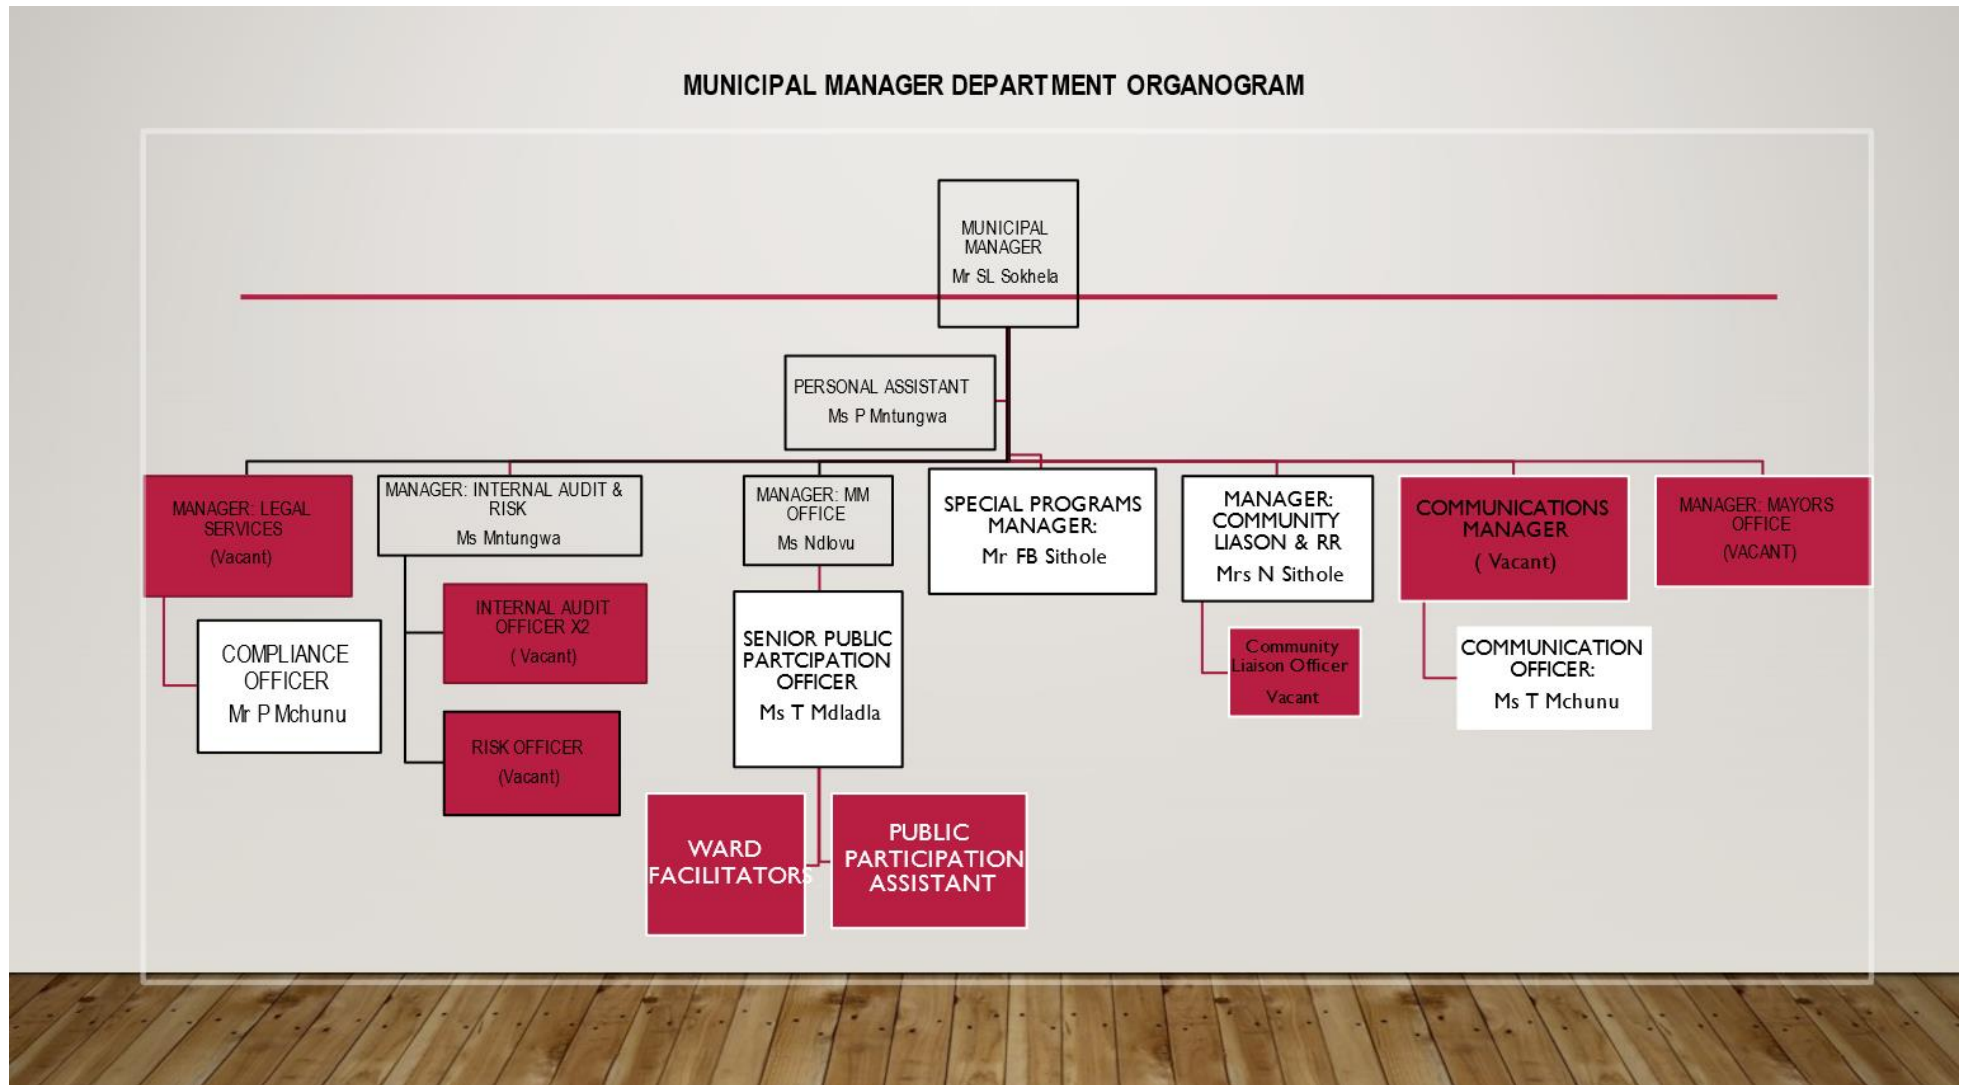 MUNICIPAL MANAGER DEPARTMENT ORGANOGRAM
MUNICIPAL
MANAGER
Mr SL Sokhela
PERSONAL ASSISTANT
Ms P Mntungwa
MANAGER: LEGAL
SERVICES
(Vacant)
COMPLIANCE
OFFICER
Mr P Mchunu
MANAGER: INTERNAL AUDIT &
RISK
Ms Mntungwa
INTERNAL AUDIT
OFFICER X2
( Vacant)
RISK OFFICER
(Vacant)
MANAGER: MM
OFFICE
Ms Ndlovu
SENIOR PUBLIC
PARTCIPATION
OFFICER
Ms T Mdladla
WARD
FACILITATORS
PUBLIC
PARTICIPATION
ASSISTANT
SPECIAL PROGRAMS
MANAGER:
Mr FB Sithole
MANAGER:
COMMUNITY
LIASON & RR
Mrs N Sithole
Community
Liaison Officer
Vacant
COMMUNICATIONS
MANAGER
( Vacant)
COMMUNICATION
OFFICER:
Ms T Mchunu
MANAGER: MAYORS
OFFICE
(VACANT)